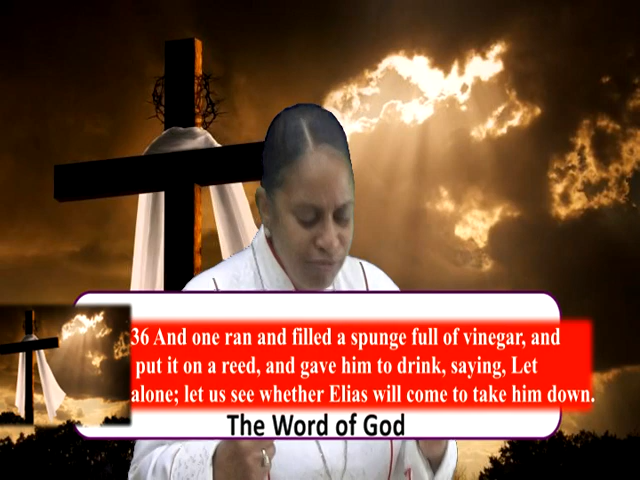 36 And one ran and filled a spunge full of vinegar, and
put it on a reed, and gave him to drink, saying, Let
alone; let us see whether Elias will come to take him down.
The Word of God